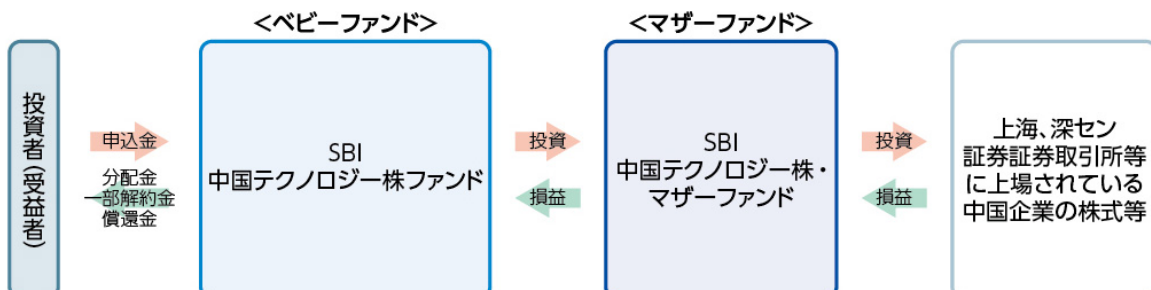 <ベビーファンド>
<マザーファンド>
投資者(受益者)
申込金
分配金
一部解約金
償還金
SBI
中国テクノロジー株ファンド
投資
損益
SBI
中国テクノロジー株・
マザーファンド
投資
損益
上海、深セン
証券証券取引所等
に上場されている
中国企業の株式等